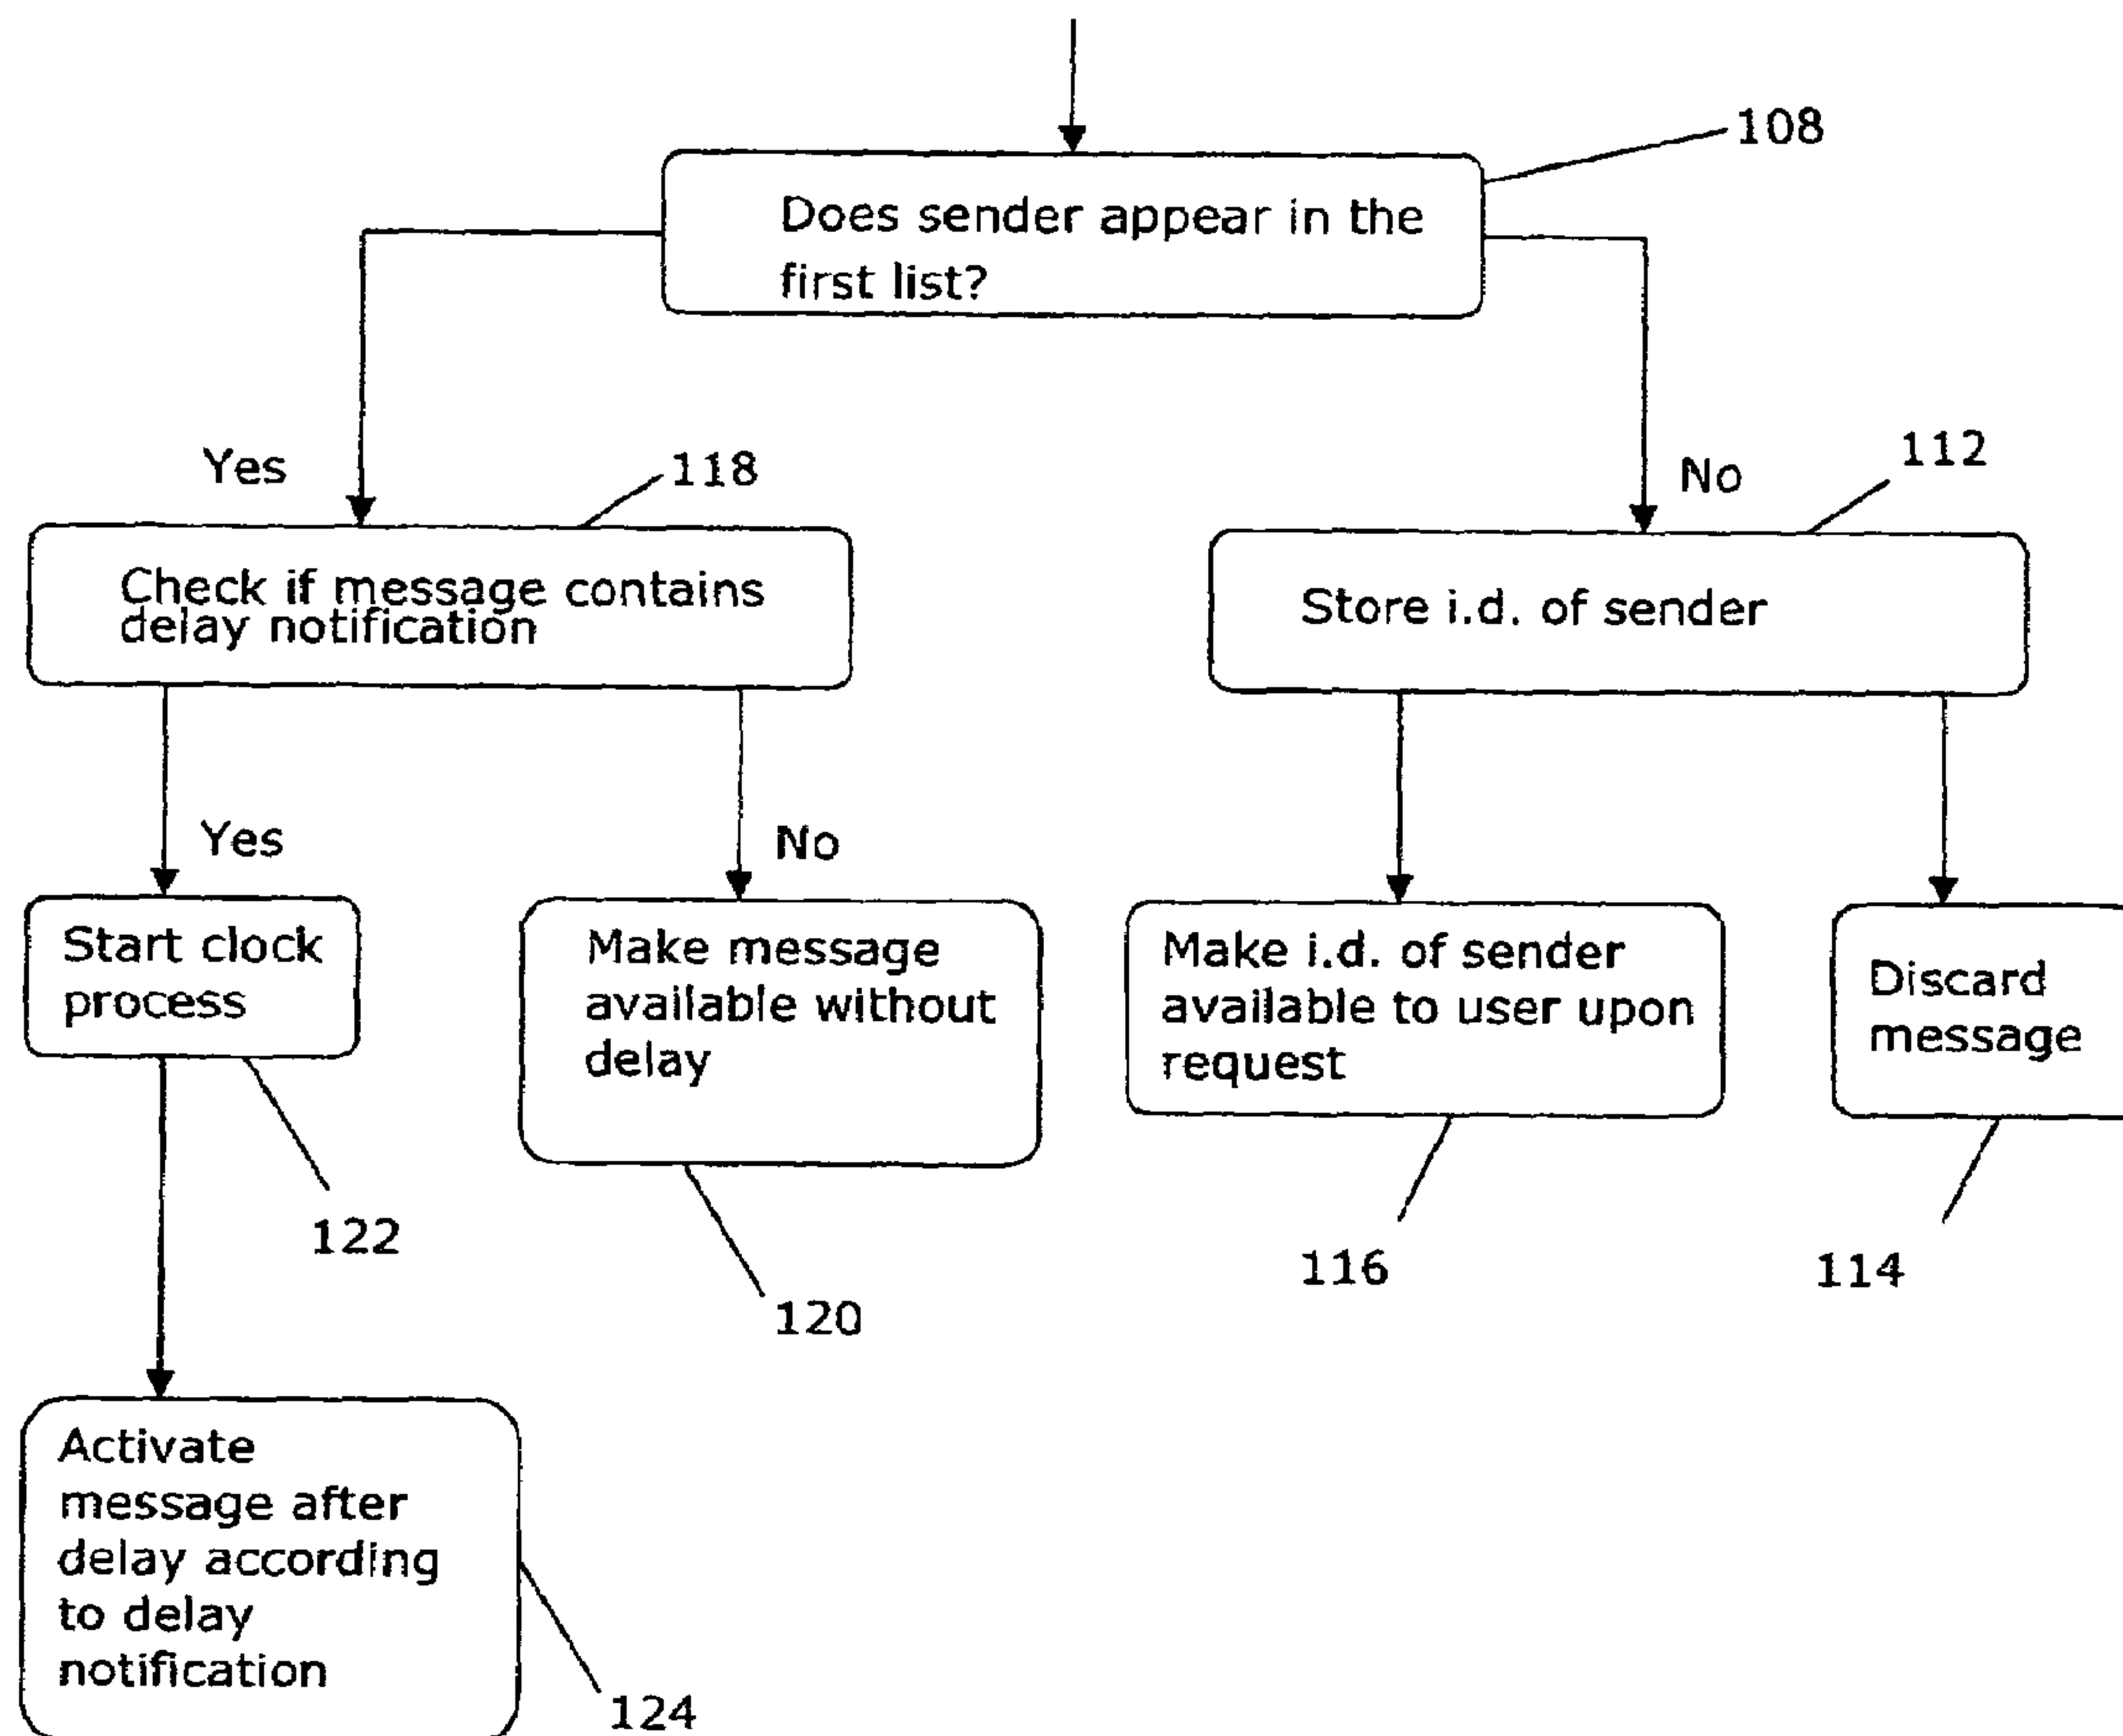 108
Does sender appear in the
first list?
Yes
118
No
112
Check if message contains
delay notification
Store i.d. of sender
Yes
No
Start clock
process
Make message
available without
delay
Make i.d. of sender
available to user upon
request
Discard
message
122
120
116
114
Activate
message after
delay according
to delay
notification
124